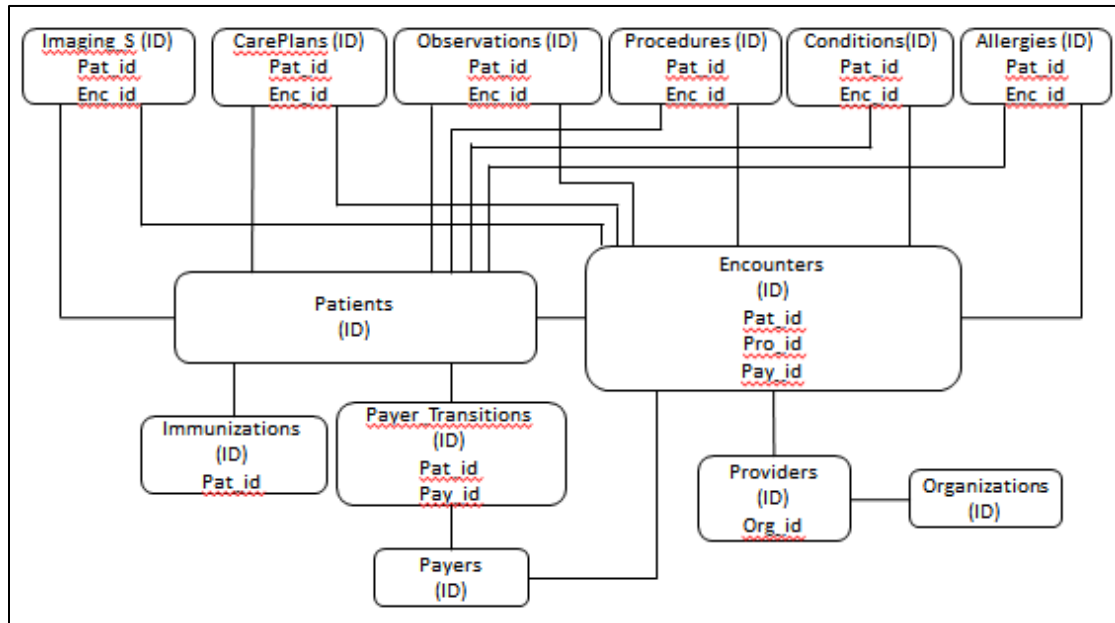 Imaging_S (ID)
Pat_id
Enc_id
CarePlans (ID)
Pat_id
Enc_id
Observations (ID)
Pat_id
Enc_id
Procedures (ID)
Pat_id
Enc_id
Conditions(ID)
Pat_id
Enc_id
Allergies (ID)
Pat_id
Enc_id
Patients
(ID)
Encounters
(ID)
Pat_id
Pro_id
Pay_id
Immunizations
(ID)
Pat_id
Payer_Transitions
(ID)
Pat_id
Pay_id
Providers
(ID)
Org_id
Organizations
(ID)
Payers
(ID)